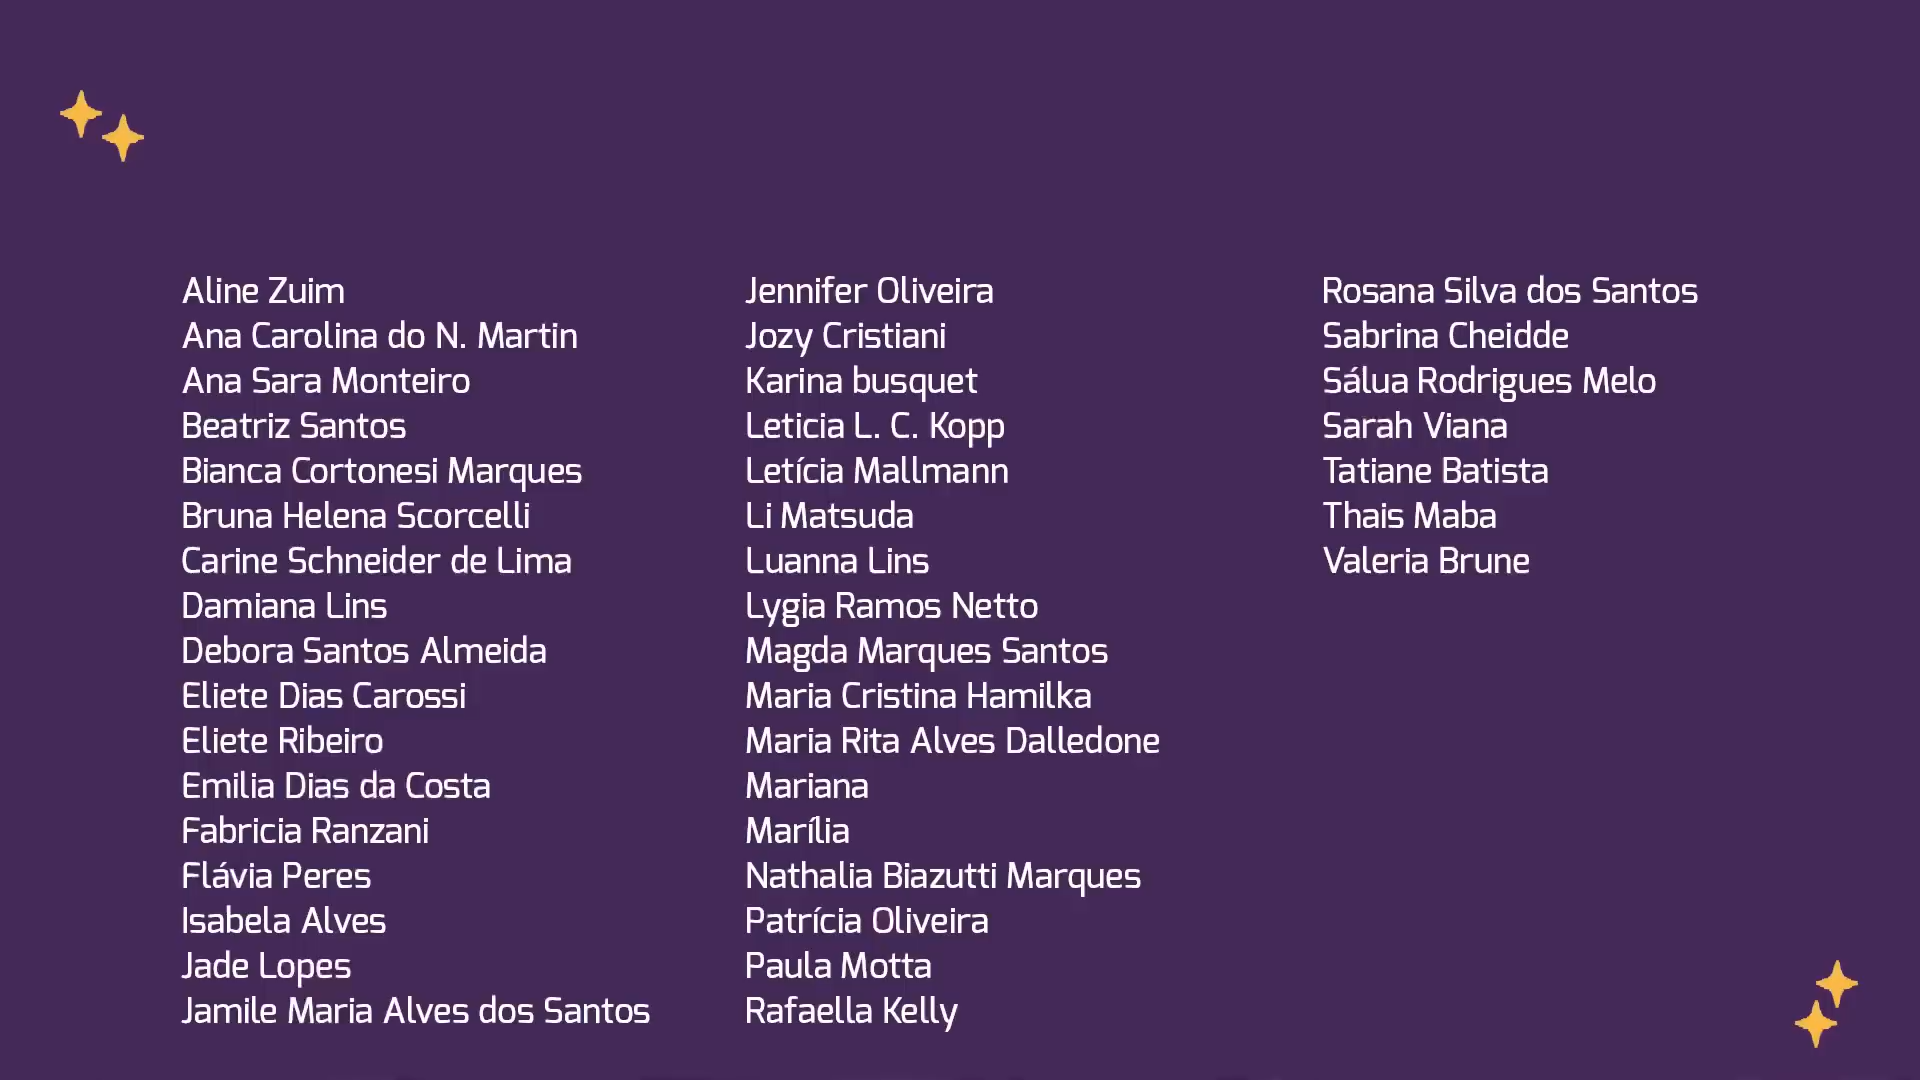 Aline Zuim
Ana Carolina do N. Martin
Ana Sara Monteiro
Beatriz Santos
Bianca Cortonesi Marques
Bruna Helena Scorcelli
Carine Schneider de Lima
Damiana Lins
Debora Santos Almeida
Eliete Dias Carossi
Eliete Ribeiro
Emilia Dias da Costa
Fabricia Ranzani
Flávia Peres
Isabela Alves
Jade Lopes
Jamile Maria Alves dos Santos
Jennifer Oliveira
Jozy Cristiani
Karina busquet
Leticia L. C. Kopp
Letícia Mallmann
Li Matsuda
Luanna Lins
Lygia Ramos Netto
Magda Marques Santos
Maria Cristina Hamilka
Maria Rita Alves Dalledone
Mariana
Marília
Nathalia Biazutti Marques
Patrícia Oliveira
Paula Motta
Rafaella Kelly
Rosana Silva dos Santos
Sabrina Cheidde
Sálua Rodrigues Melo
Sarah Viana
Tatiane Batista
Thais Maba
Valeria Brune